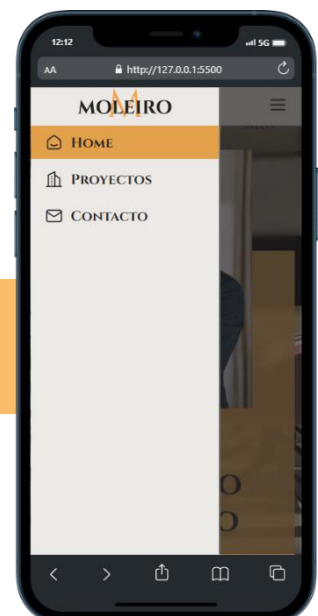 12:12
5G
AA http://127.0.0.1:5500
MOLEIRO
M
HOME
PROYECTOS
CONTACTO
O
O